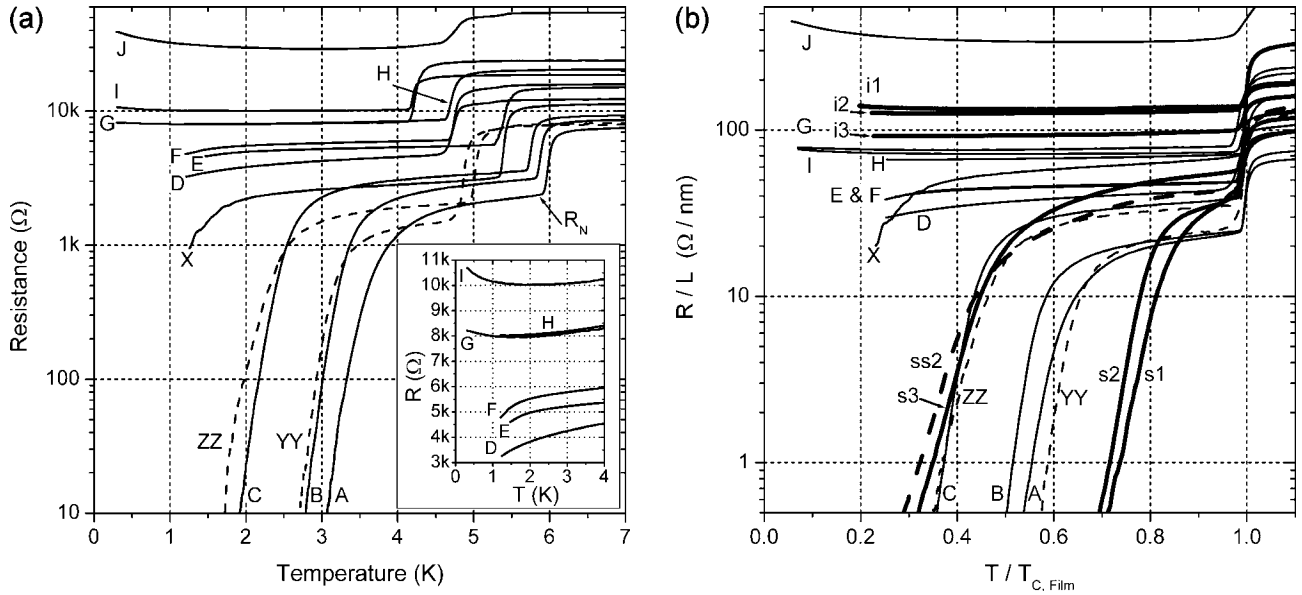 (a)
Resistance (Ω)
10k
1k
100
10
0
1
2
3
4
5
6
7
Temperature (K)
J
I
H
G
F
E
D
X
R_N
ZZ
YY
C
B
A
11k
10k
9k
8k
7k
6k
5k
4k
3k
R (Ω)
I
H
G
F
E
D
0
1
2
3
4
T (K)
(b)
R / L (Ω / nm)
100
10
1
0.0
0.2
0.4
0.6
0.8
1.0
T / T_C, Film
J
i1
i2
G
i3
I
H
E & F
D
X
ss2
s3
ZZ
YY
s2
s1
C
B
A